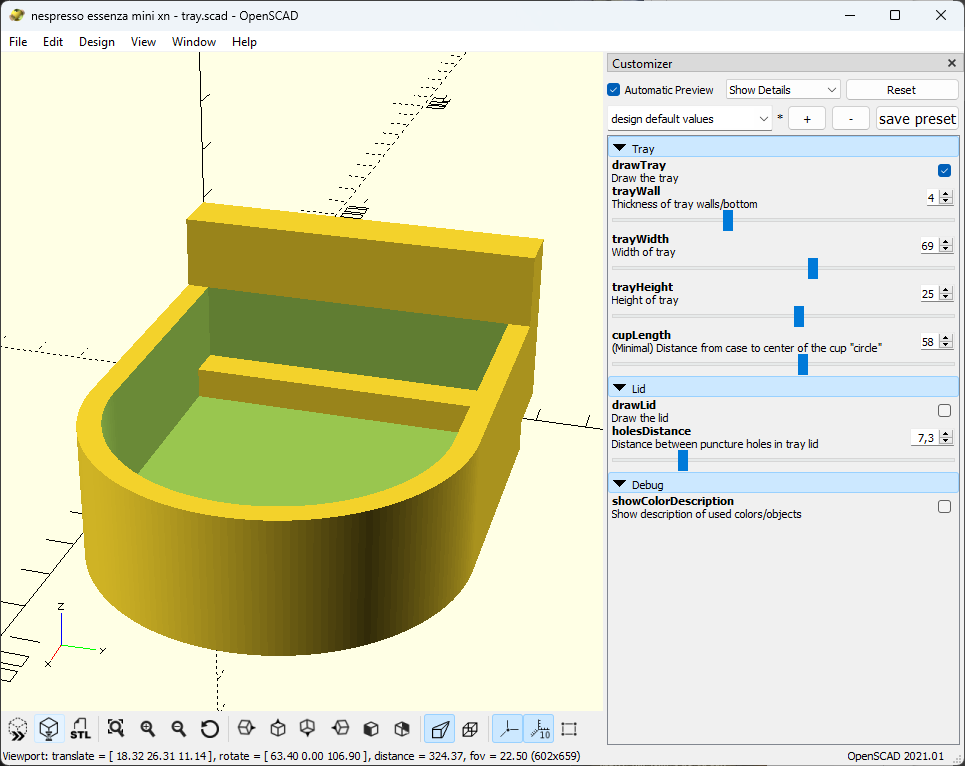 nespresso essenza mini xn - tray.scad - OpenSCAD
File Edit Design View Window Help
Customizer
Automatic Preview Show Details Reset
design default values * + - save preset
Tray
drawTray
Draw the tray
trayWall
Thickness of tray walls/bottom
4
trayWidth
Width of tray
69
trayHeight
Height of tray
25
cupLength
(Minimal) Distance from case to center of the cup "circle"
58
Lid
drawLid
Draw the lid
holesDistance
Distance between puncture holes in tray lid
7,3
Debug
showColorDescription
Show description of used colors/objects
z
y
x
STL
10
Viewport: translate = [ 18.32 26.31 11.14 ], rotate = [ 63.40 0.00 106.90 ], distance = 324.37, fov = 22.50 (602x659)
OpenSCAD 2021.01